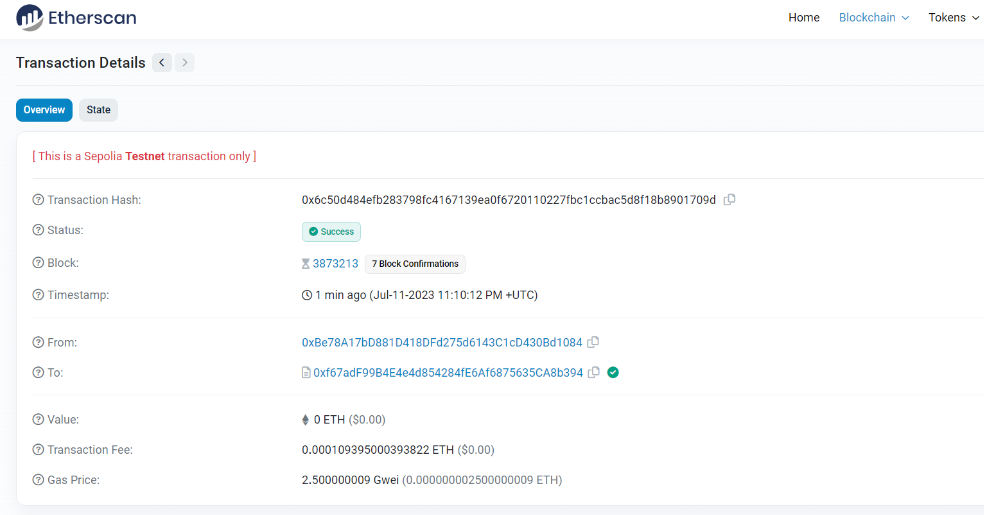 Etherscan
Home Blockchain Tokens
Transaction Details
Overview State
[ This is a Sepolia Testnet transaction only ]
Transaction Hash: 0x6c50d484efb283798fc4167139ea0f6720110227fbc1ccbac5d8f18b8901709d
Status: Success
Block: 3873213 7 Block Confirmations
Timestamp: 1 min ago (Jul-11-2023 11:10:12 PM +UTC)
From: 0xBe78A17bD881D418DFd275d6143C1cD430Bd1084
To: 0xf67adF99B4E4e4d854284fE6Af6875635CA8b394
Value: 0 ETH ($0.00)
Transaction Fee: 0.000109395000393822 ETH ($0.00)
Gas Price: 2.500000009 Gwei (0.000000002500000009 ETH)